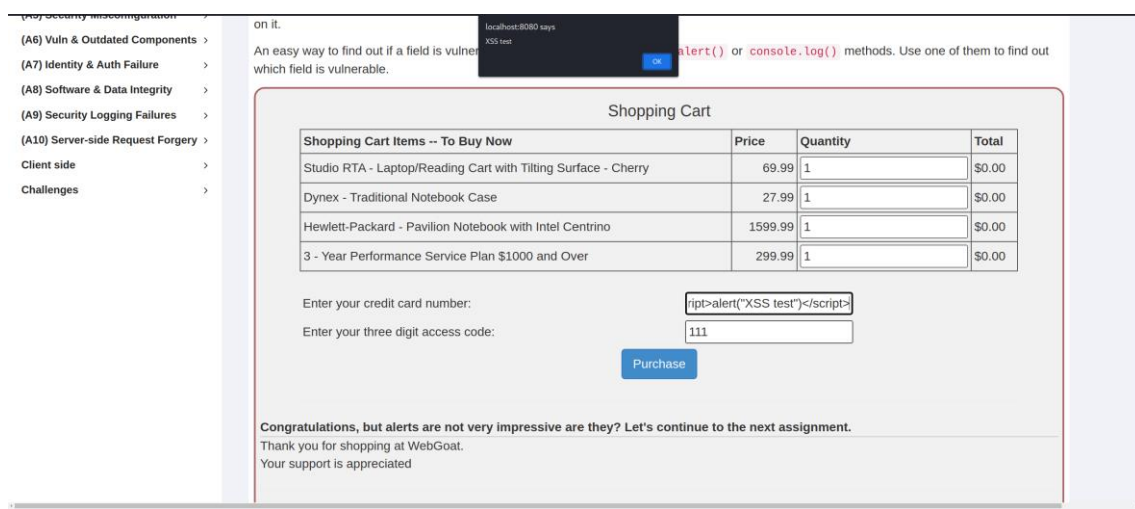 on it.
(A6) Vuln & Outdated Components >
(A7) Identity & Auth Failure >
(A8) Software & Data Integrity >
(A9) Security Logging Failures >
(A10) Server-side Request Forgery >
Client side >
Challenges >
localhost:8080 says
XSS test
OK
An easy way to find out if a field is vulner alert() or console.log() methods. Use one of them to find out
which field is vulnerable.
Shopping Cart
Shopping Cart Items -- To Buy Now Price Quantity Total
Studio RTA - Laptop/Reading Cart with Tilting Surface - Cherry 69.99 1 $0.00
Dynex - Traditional Notebook Case 27.99 1 $0.00
Hewlett-Packard - Pavilion Notebook with Intel Centrino 1599.99 1 $0.00
3 - Year Performance Service Plan $1000 and Over 299.99 1 $0.00
Enter your credit card number: ript>alert("XSS test")</script>
Enter your three digit access code: 111
Purchase
Congratulations, but alerts are not very impressive are they? Let's continue to the next assignment.
Thank you for shopping at WebGoat.
Your support is appreciated